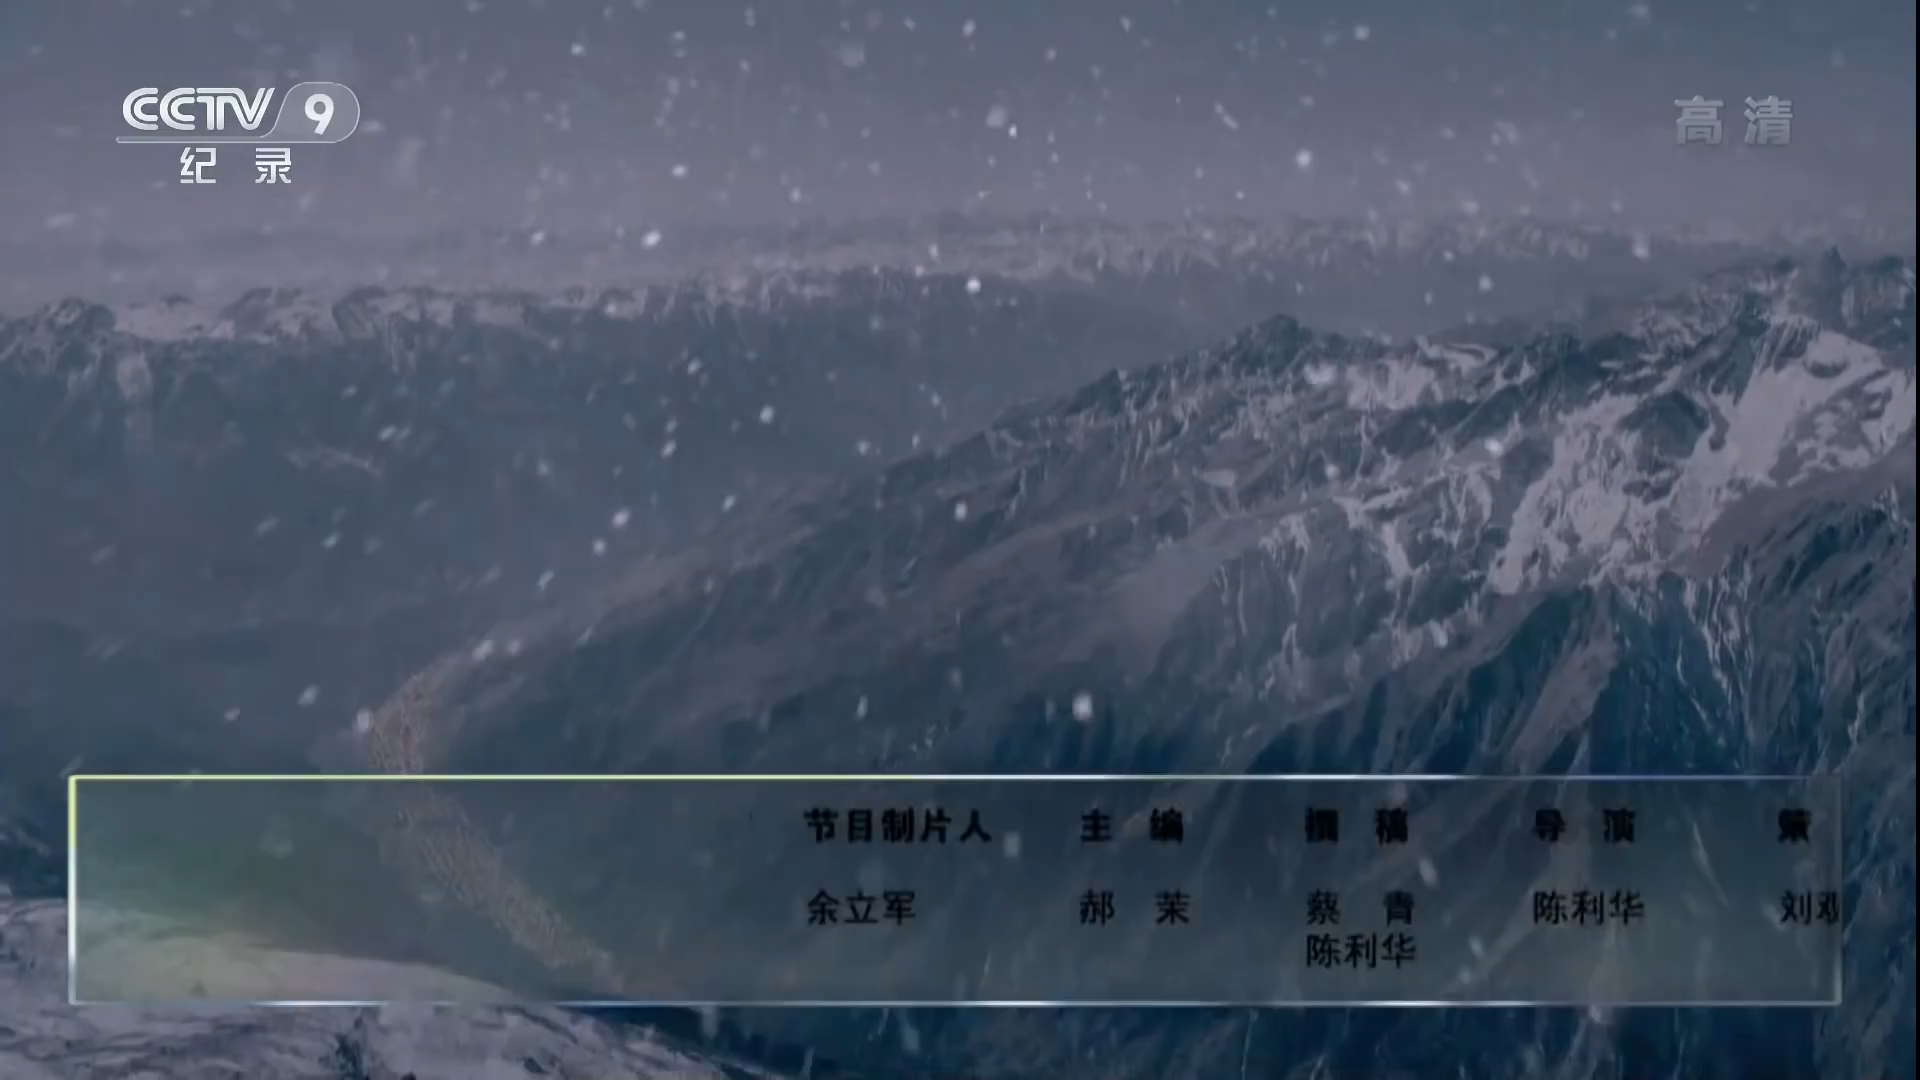 CCTV 9
纪 录
高 清
节目制片人 主 编 撰 稿 导 演
余立军 郝 茉 蔡 青 陈利华 刘
陈利华